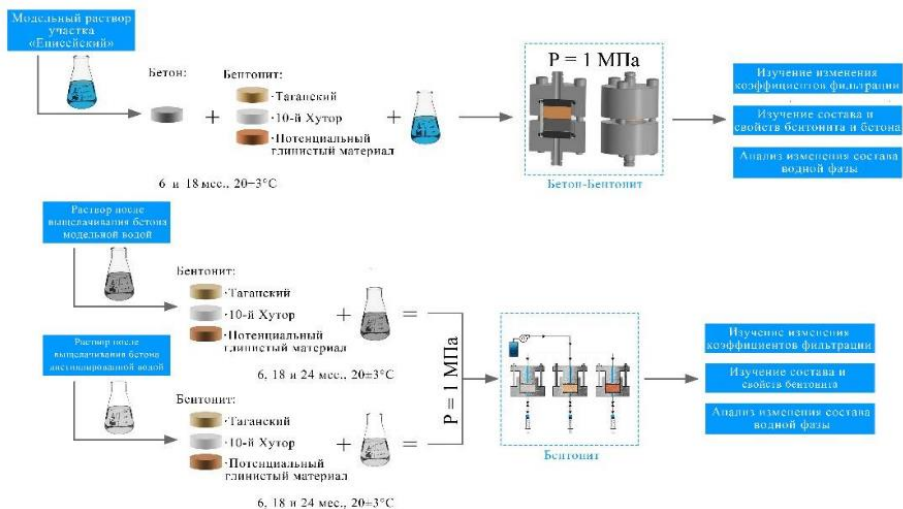 Модельный раствор
участка
«Енисейский»
Бетон:
Бентонит:
·Таганский
·10-й Хутор
·Потенциальный
глинистый материал
6 и 18 мес., 20±3°C
P = 1 МПа
Бетон-Бентонит
Изучение изменения
коэффициентов фильтрации
Изучение состава и
свойств бентонита и бетона
Анализ изменения состава
водной фазы
Раствор после
выщелачивания бетона
модельной водой
Бентонит:
·Таганский
·10-й Хутор
·Потенциальный
глинистый материал
6, 18 и 24 мес., 20±3°C
Раствор после
выщелачивания бетона
дистиллированной водой
Бентонит:
·Таганский
·10-й Хутор
·Потенциальный
глинистый материал
6, 18 и 24 мес., 20±3°C
P = 1 МПа
Бентонит
Изучение изменения
коэффициентов фильтрации
Изучение состава и
свойств бентонита
Анализ изменения состава
водной фазы